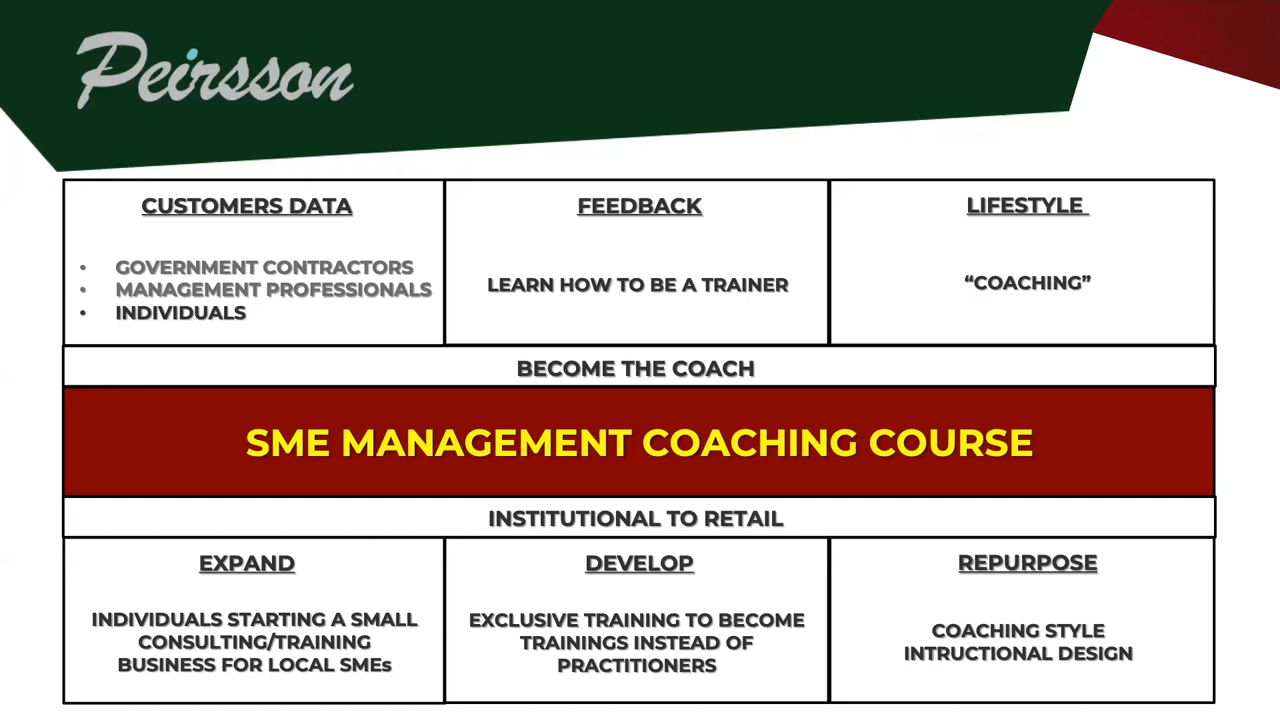 Peirsson
CUSTOMERS DATA
• GOVERNMENT CONTRACTORS
• MANAGEMENT PROFESSIONALS
• INDIVIDUALS
FEEDBACK
LEARN HOW TO BE A TRAINER
LIFESTYLE
“COACHING”
BECOME THE COACH
SME MANAGEMENT COACHING COURSE
INSTITUTIONAL TO RETAIL
EXPAND
INDIVIDUALS STARTING A SMALL
CONSULTING/TRAINING
BUSINESS FOR LOCAL SMEs
DEVELOP
EXCLUSIVE TRAINING TO BECOME
TRAININGS INSTEAD OF
PRACTITIONERS
REPURPOSE
COACHING STYLE
INTRUCTIONAL DESIGN